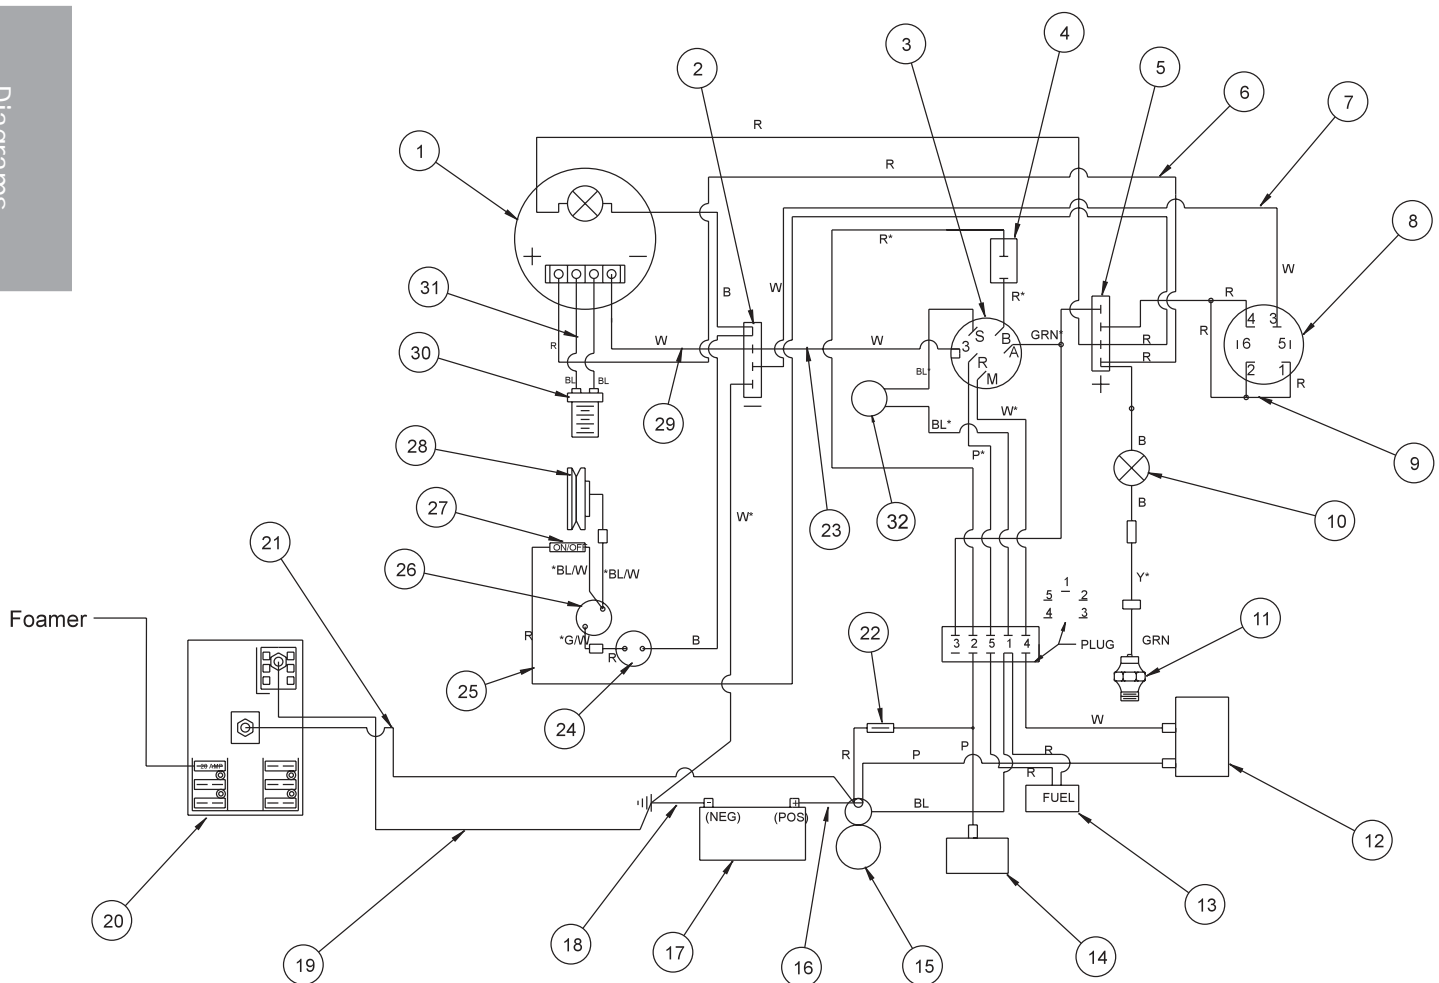 Diagrams
1
2
3
4
5
6
7
8
R
R
R*
W
W
B
+
−
R
BL
BL
W
W
S
B
A
3
R
M
R*
GRN*
BL*
BL*
P*
W*
R
R
R
R
R
4
3
6
5
2
1
+
−
31
30
29
28
27
26
25
24
23
32
9
10
11
B
B
Y*
GRN
ON/OFF
*BL/W
*BL/W
*G/W
R
R
B
W*
21
Foamer
20 AMP
22
1
5
2
4
3
PLUG
3
2
5
1
4
R
P
P
W
R
R
BL
FUEL
-
+
(NEG)
(POS)
20
19
18
17
16
15
14
13
12